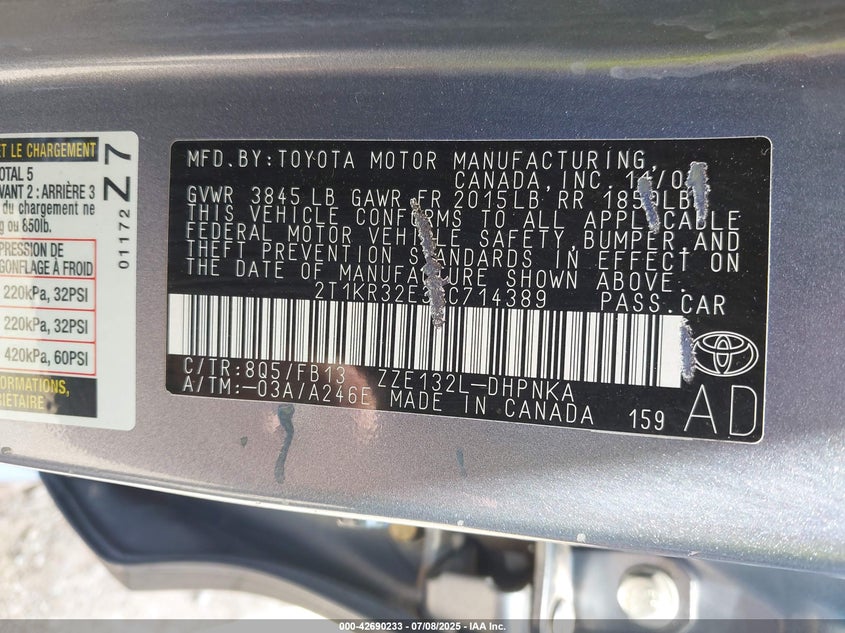 ET LE CHARGEMENT
TOTAL 5
VANT 2 : ARRIÈRE 3
du chargement ne
g ou 850lb.
PRESSION DE
GONFLAGE À FROID
220kPa, 32PSI
220kPa, 32PSI
420kPa, 60PSI
01172
Z 7
MFD.BY:TOYOTA MOTOR MANUFACTURING,
CANADA,INC.
GVWR 3845 LB GAWR FR 2015LB RR
THIS VEHICLE CONFORMS TO ALL APPLICABLE
FEDERAL MOTOR VEHICLE SAFETY,BUMPER,AND
THEFT PREVENTION STANDARDS IN EFFECT ON
THE DATE OF MANUFACTURE SHOWN ABOVE.
PASS.CAR
C/TR:8Q5/FB13 ZZE132L-DHPNKA
A/TM:-03A/A246E MADE IN CANADA 159
AD
000-42690233 - 07/08/2025 - IAA Inc.